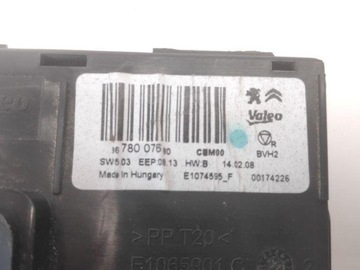 Valeo
96 780 076 80
CBM00
R
BVH2
SW:5.03 EEP:08.13 HW:B 14.02.08
Made in Hungary E1074595_F 00174226
>PP T20<
E1065001 C